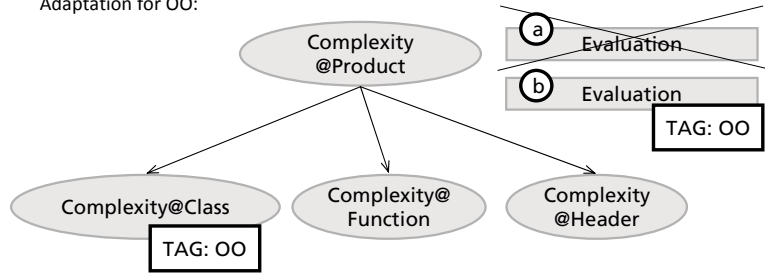 Adaptation for OO:
Complexity
@Product
a
Evaluation
b
Evaluation
TAG: OO
Complexity@Class
TAG: OO
Complexity@
Function
Complexity
@Header